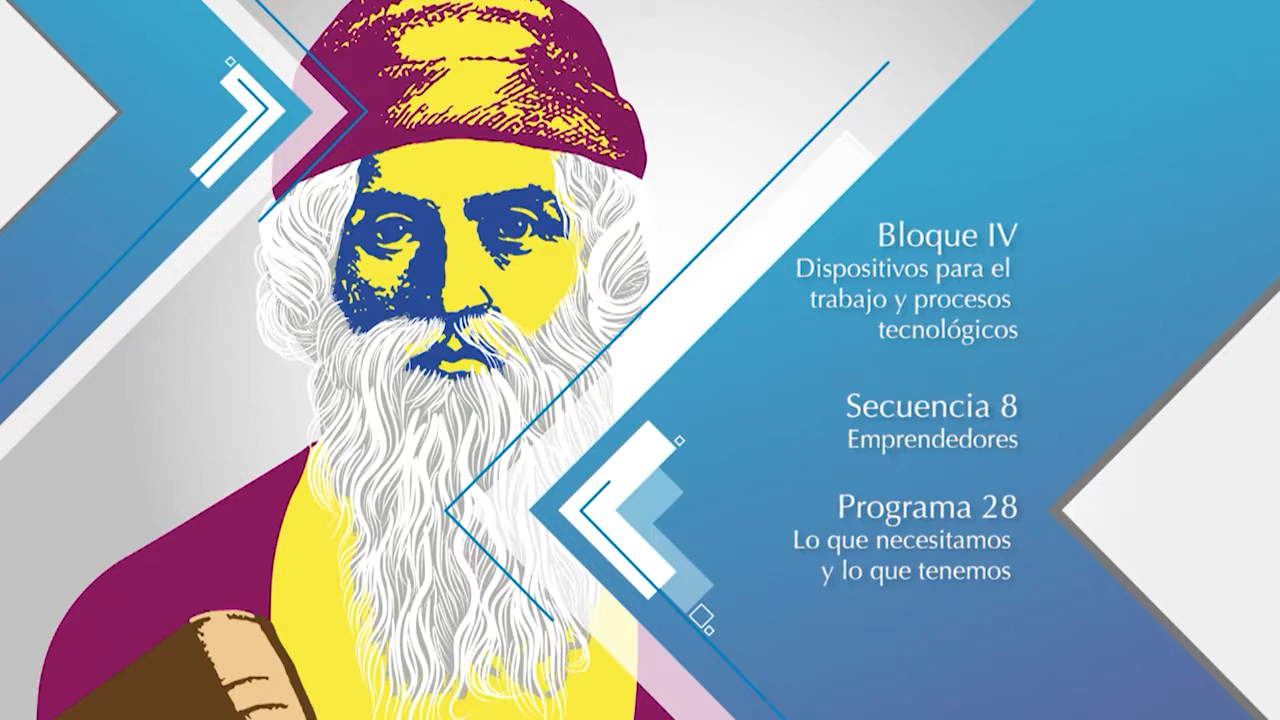 Bloque IV
Dispositivos para el
trabajo y procesos
tecnológicos
Secuencia 8
Emprendedores
Programa 28
Lo que necesitamos
y lo que tenemos